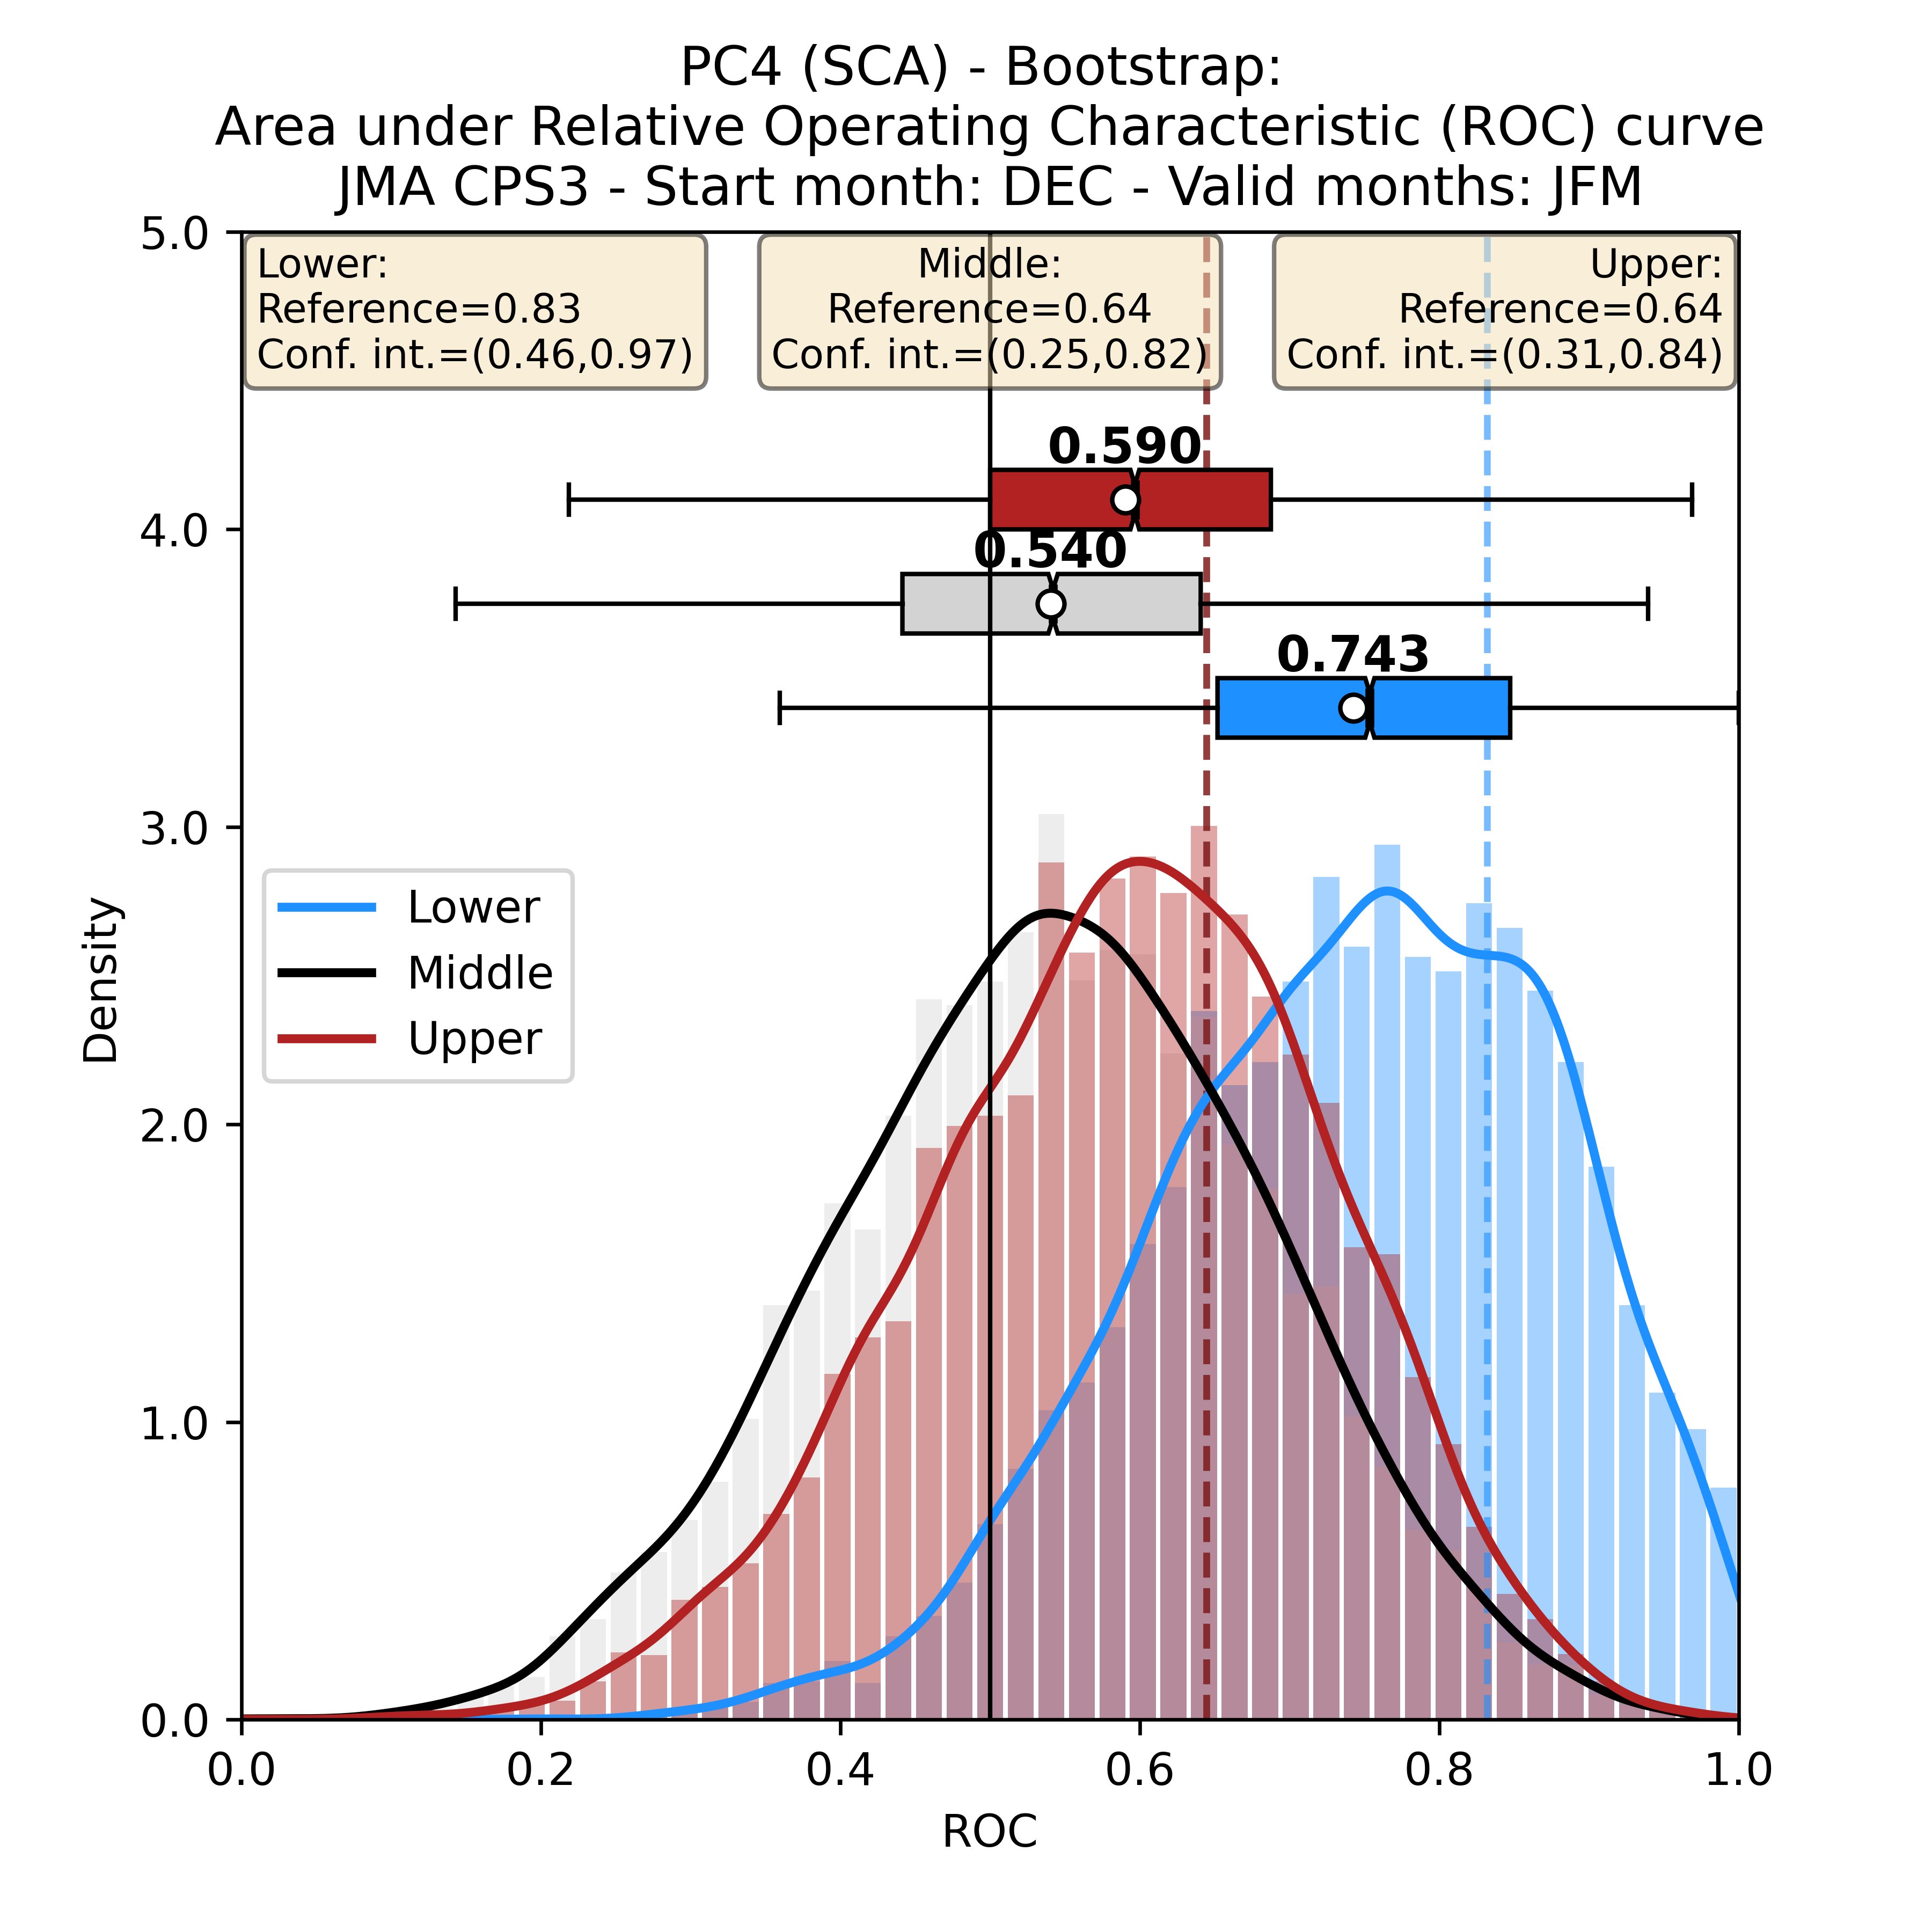 PC4 (SCA) - Bootstrap:
Area under Relative Operating Characteristic (ROC) curve
JMA CPS3 - Start month: DEC - Valid months: JFM
Lower:
Reference=0.83
Conf. int.=(0.46,0.97)
Middle:
Reference=0.64
Conf. int.=(0.25,0.82)
Upper:
Reference=0.64
Conf. int.=(0.31,0.84)
0.590
0.540
0.743
Lower
Middle
Upper
Density
5.0
4.0
3.0
2.0
1.0
0.0
0.0 0.2 0.4 0.6 0.8 1.0
ROC